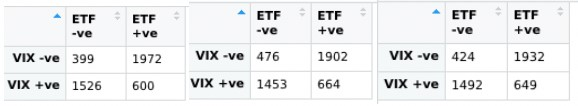 ETF -ve ETF +ve
VIX -ve 399 1972
VIX +ve 1526 600
ETF -ve ETF +ve
VIX -ve 476 1902
VIX +ve 1453 664
ETF -ve ETF +ve
VIX -ve 424 1932
VIX +ve 1492 649